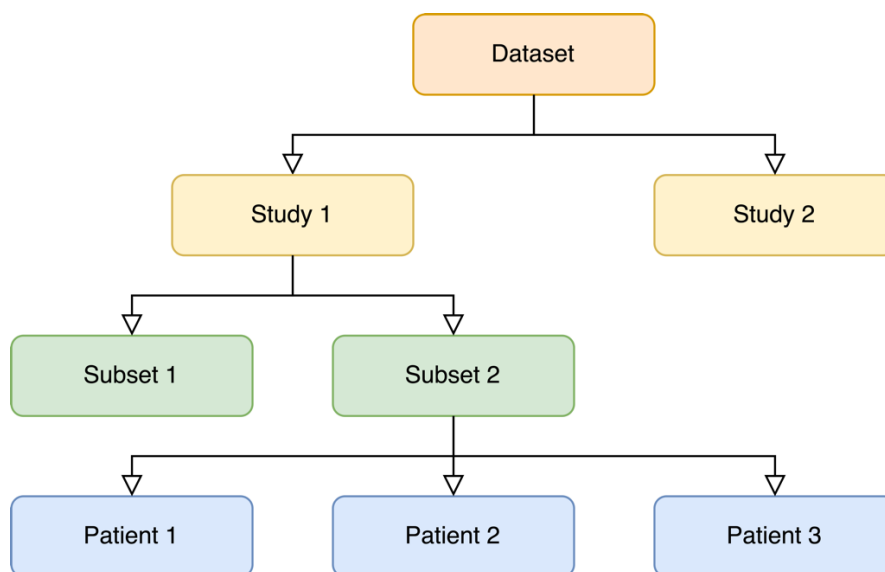 Dataset
Study 1
Study 2
Subset 1
Subset 2
Patient 1
Patient 2
Patient 3